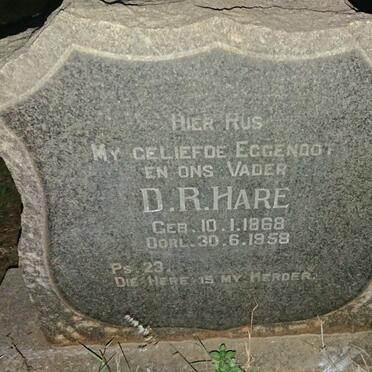 HIER RUS
MY GELIEFDE EGGENOOT
EN ONS VADER
D.R. HARE
GEB. 10.1.1868
OORL. 30.6.1958
PS. 23.
DIE HERE IS MY HERDER.